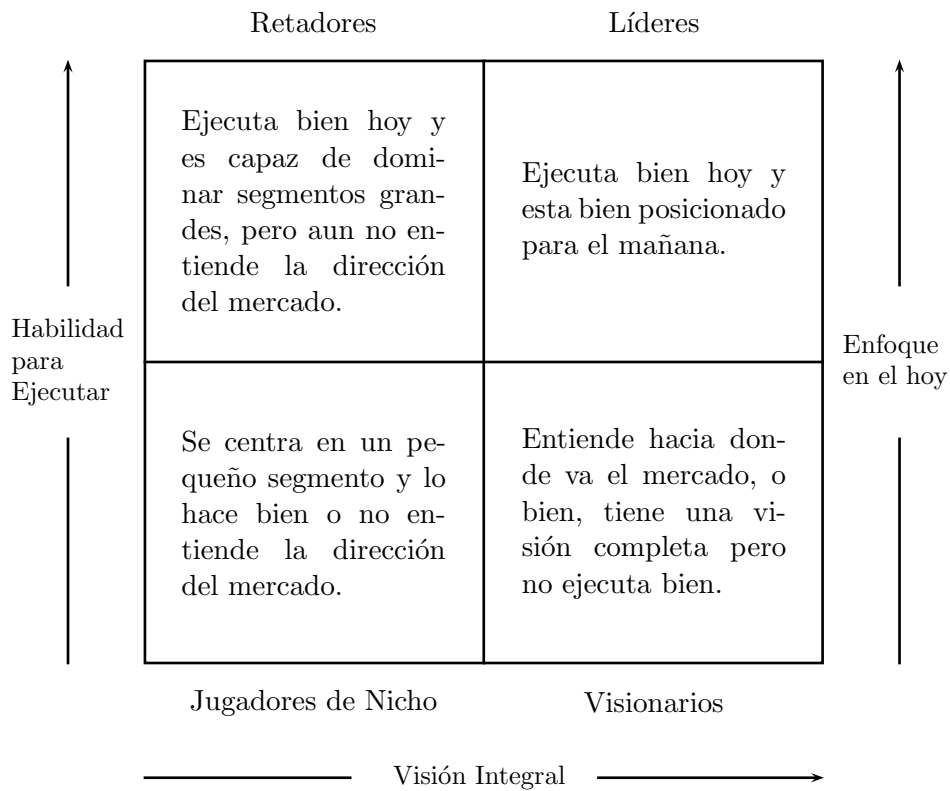 Retadores
Líderes
Ejecuta bien hoy y
es capaz de domi-
nar segmentos gran-
des, pero aun no en-
tiende la dirección
del mercado.
Ejecuta bien hoy y
esta bien posicionado
para el mañana.
Habilidad
para
Ejecutar
Enfoque
en el hoy
Se centra en un pe-
queño segmento y lo
hace bien o no en-
tiende la dirección
del mercado.
Entiende hacia don-
de va el mercado, o
bien, tiene una vi-
sión completa pero
no ejecuta bien.
Jugadores de Nicho
Visionarios
Visión Integral